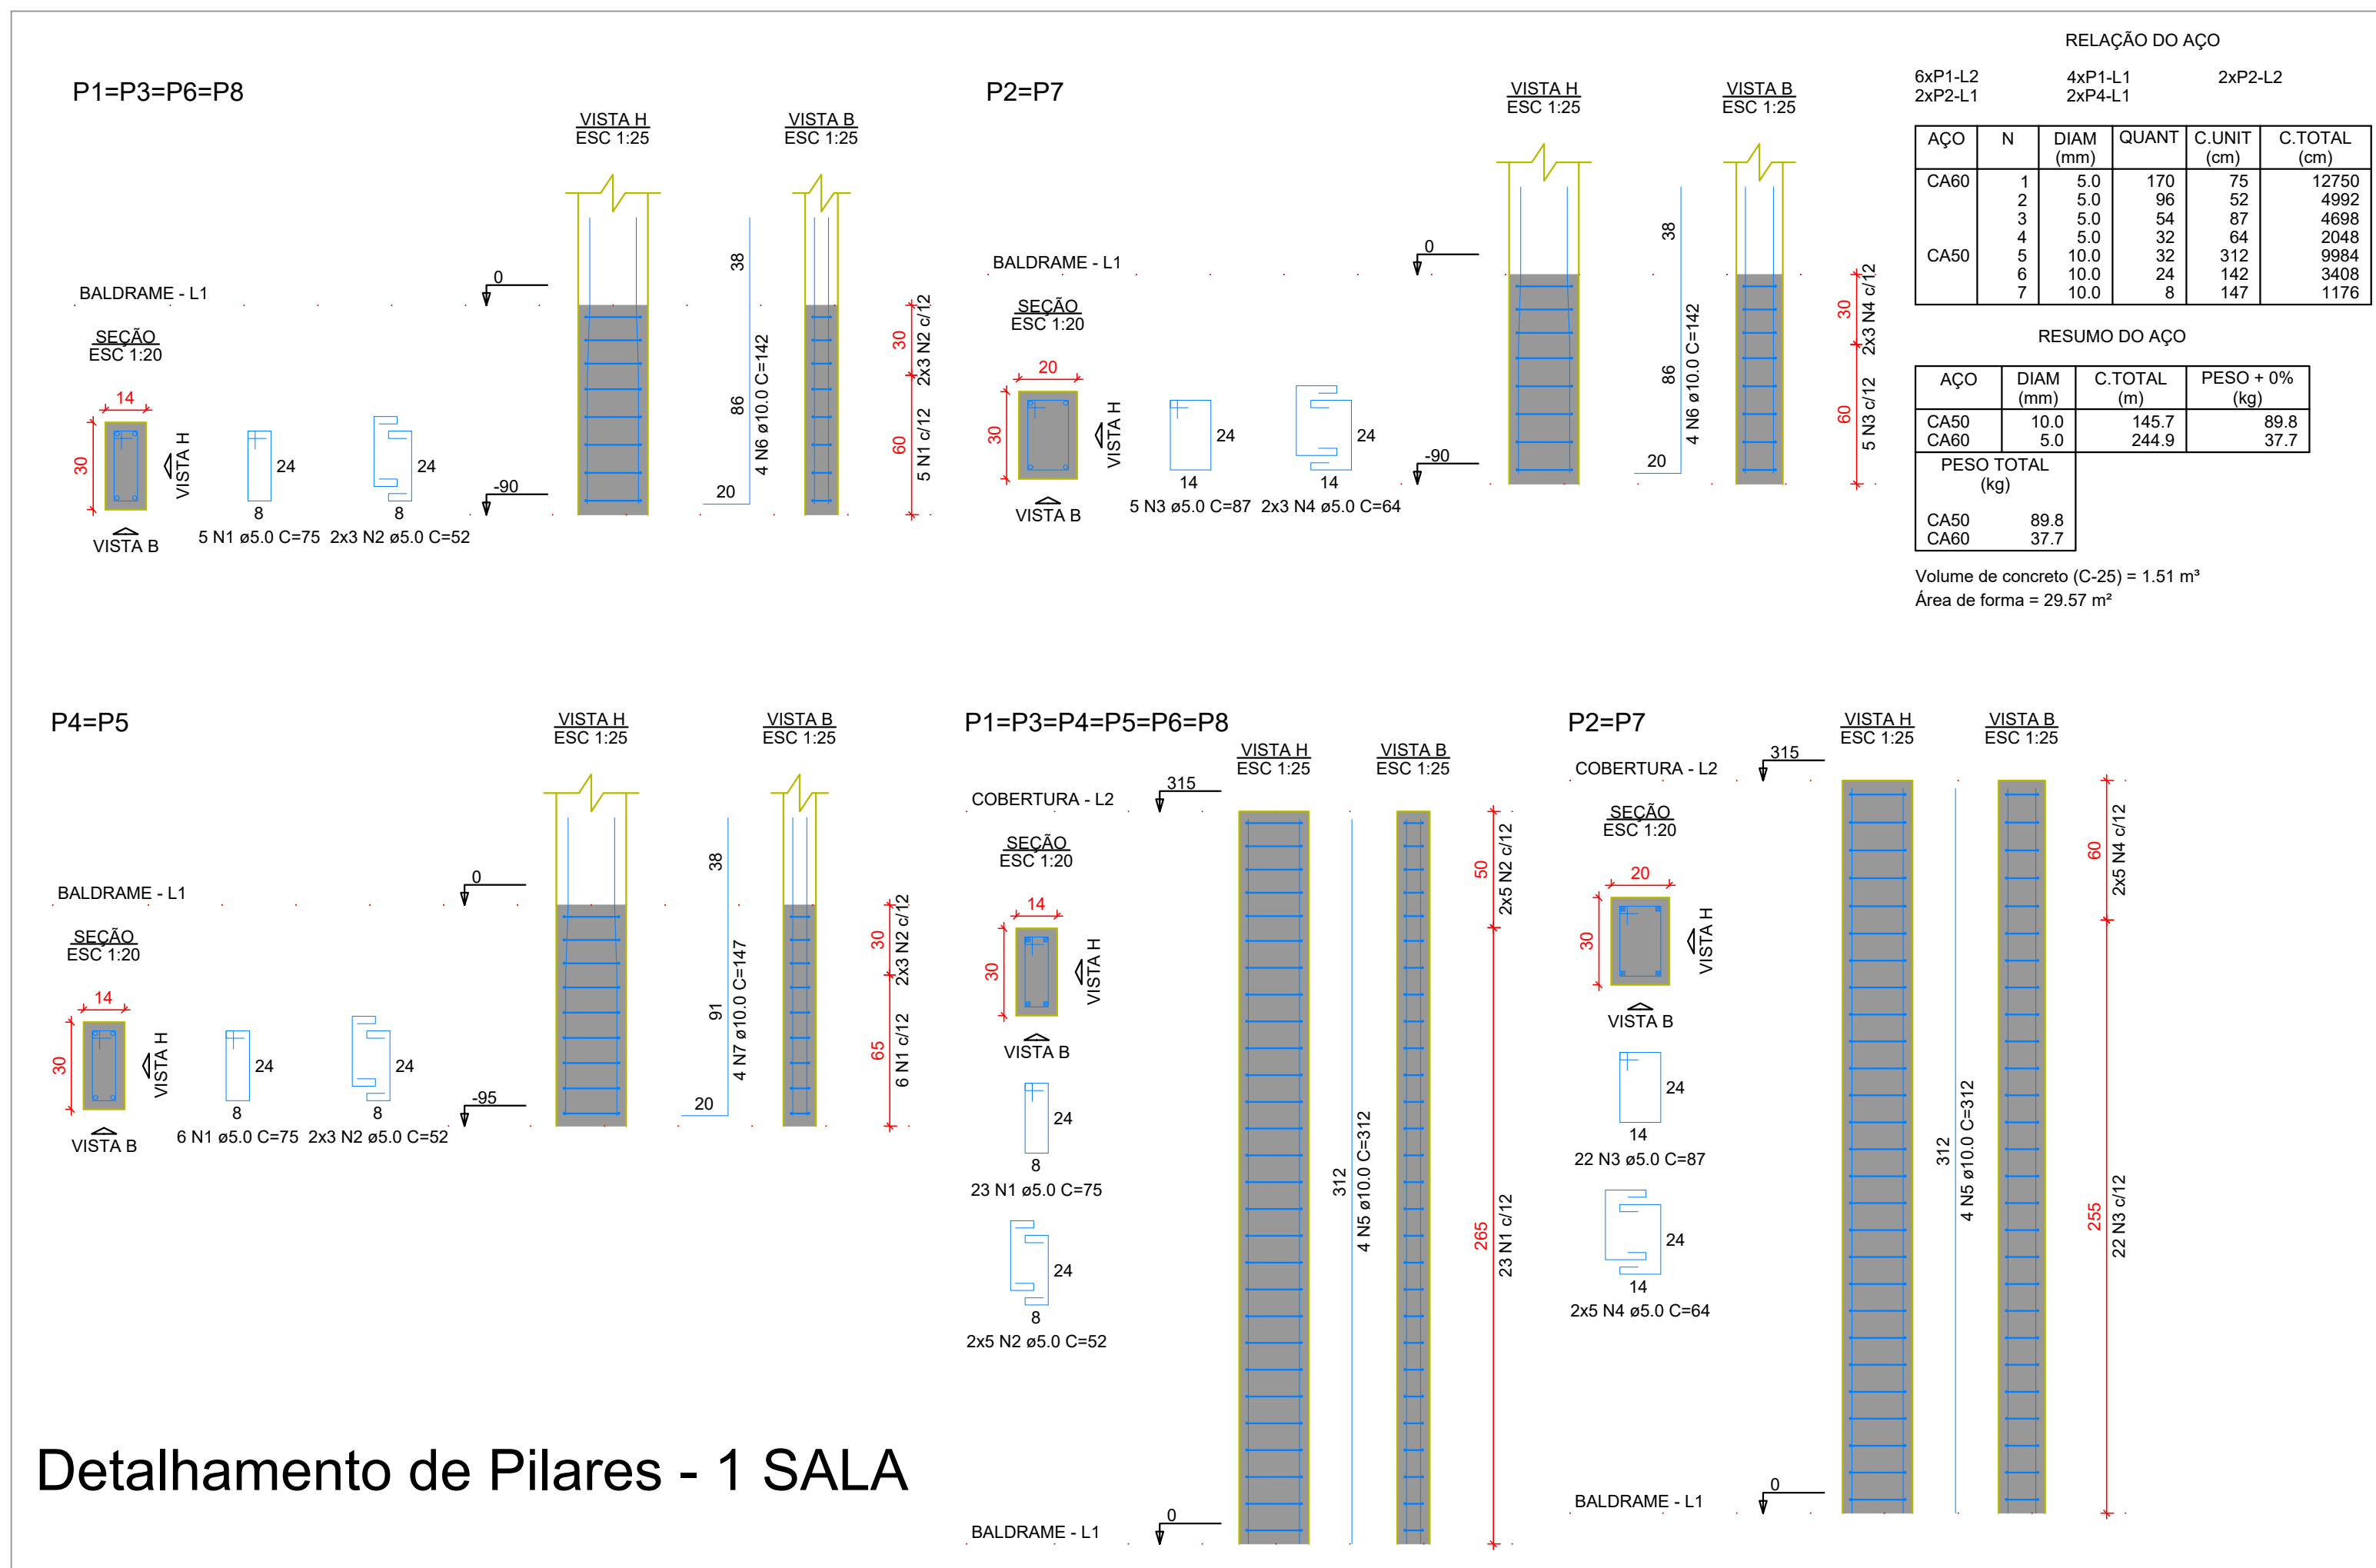 P1=P3=P6=P8
VISTA H
ESC 1:25
VISTA B
ESC 1:25
BALDRAME - L1
0
-90
SEÇÃO
ESC 1:20
14
30
VISTA H
VISTA B
24
8
5 N1 ø5.0 C=75
24
8
2x3 N2 ø5.0 C=52
38
86
20
4 N6 ø10.0 C=142
30
2x3 N2 c/12
60
5 N1 c/12
P2=P7
VISTA H
ESC 1:25
VISTA B
ESC 1:25
BALDRAME - L1
0
-90
SEÇÃO
ESC 1:20
20
30
VISTA H
VISTA B
24
14
5 N3 ø5.0 C=87
24
14
2x3 N4 ø5.0 C=64
38
86
20
4 N6 ø10.0 C=142
30
2x3 N4 c/12
60
5 N3 c/12
RELAÇÃO DO AÇO
6xP1-L2 4xP1-L1 2xP2-L2
2xP2-L1 2xP4-L1
AÇO N DIAM QUANT C.UNIT C.TOTAL
(mm) (cm) (cm)
CA60 1 5.0 170 75 12750
2 5.0 96 52 4992
3 5.0 54 87 4698
4 5.0 32 64 2048
CA50 5 10.0 32 312 9984
6 10.0 24 142 3408
7 10.0 8 147 1176
RESUMO DO AÇO
AÇO DIAM C.TOTAL PESO + 0%
(mm) (m) (kg)
CA50 10.0 145.7 89.8
CA60 5.0 244.9 37.7
PESO TOTAL
(kg)
CA50 89.8
CA60 37.7
Volume de concreto (C-25) = 1.51 m³
Área de forma = 29.57 m²
P4=P5
VISTA H
ESC 1:25
VISTA B
ESC 1:25
BALDRAME - L1
0
-95
SEÇÃO
ESC 1:20
14
30
VISTA H
VISTA B
24
8
6 N1 ø5.0 C=75
24
8
2x3 N2 ø5.0 C=52
38
91
20
4 N7 ø10.0 C=147
30
2x3 N2 c/12
65
6 N1 c/12
P1=P3=P4=P5=P6=P8
VISTA H
ESC 1:25
VISTA B
ESC 1:25
COBERTURA - L2
315
SEÇÃO
ESC 1:20
14
30
VISTA H
VISTA B
24
8
23 N1 ø5.0 C=75
24
8
2x5 N2 ø5.0 C=52
312
4 N5 ø10.0 C=312
50
2x5 N2 c/12
265
23 N1 c/12
BALDRAME - L1
0
P2=P7
VISTA H
ESC 1:25
VISTA B
ESC 1:25
COBERTURA - L2
315
SEÇÃO
ESC 1:20
20
30
VISTA H
VISTA B
24
14
22 N3 ø5.0 C=87
24
14
2x5 N4 ø5.0 C=64
312
4 N5 ø10.0 C=312
60
2x5 N4 c/12
255
22 N3 c/12
BALDRAME - L1
0
Detalhamento de Pilares - 1 SALA